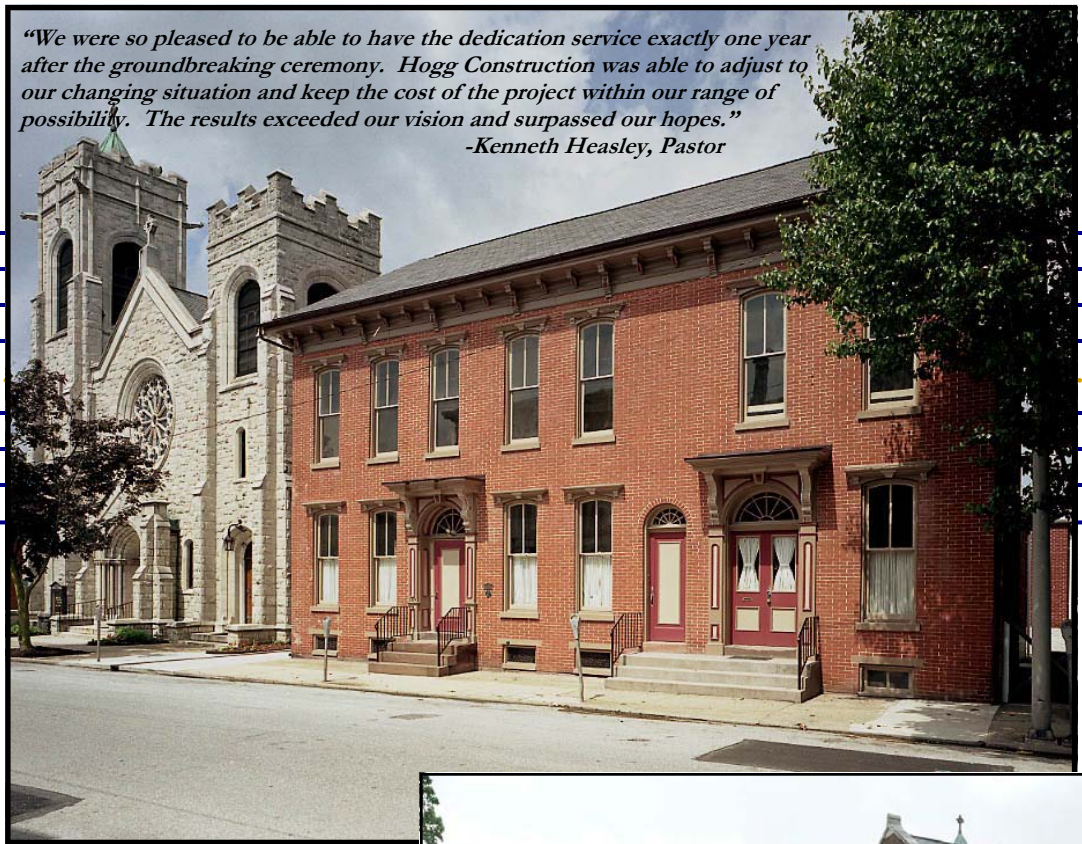 “We were so pleased to be able to have the dedication service exactly one year
after the groundbreaking ceremony.  Hogg Construction was able to adjust to
our changing situation and keep the cost of the project within our range of
possibility.  The results exceeded our vision and surpassed our hopes.”
-Kenneth Heasley, Pastor